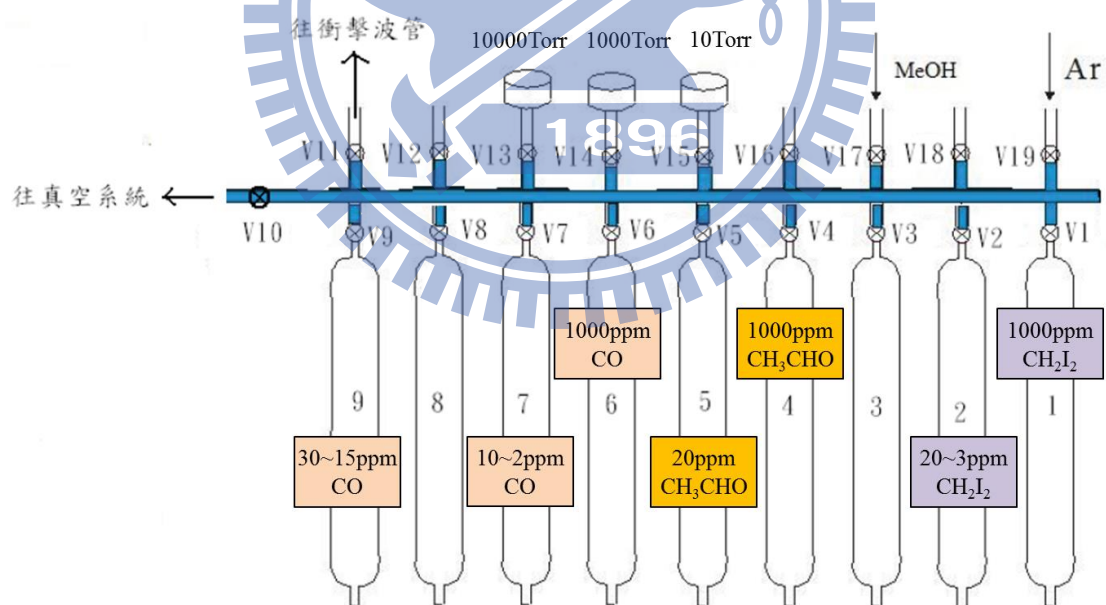 往衝擊波管
10000Torr
1000Torr
10Torr
MeOH
Ar
1896
V11
V12
V13
V14
V15
V16
V17
V18
V19
往真空系統
V10
V9
V8
V7
V6
V5
V4
V3
V2
V1
1000ppm
CO
1000ppm
CH₃CHO
1000ppm
CH₂I₂
9
8
7
6
5
4
3
2
1
30~15ppm
CO
10~2ppm
CO
20ppm
CH₃CHO
20~3ppm
CH₂I₂